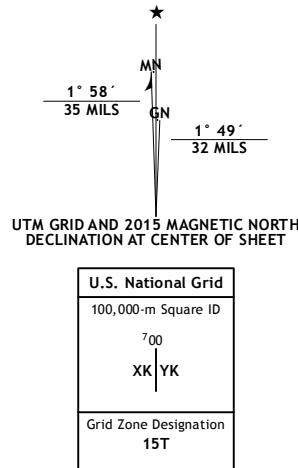 ★
MN
1° 58´
35 MILS
GN
1° 49´
32 MILS
UTM GRID AND 2015 MAGNETIC NORTH
DECLINATION AT CENTER OF SHEET
U.S. National Grid
100,000-m Square ID
⁷00
XK YK
Grid Zone Designation
15T